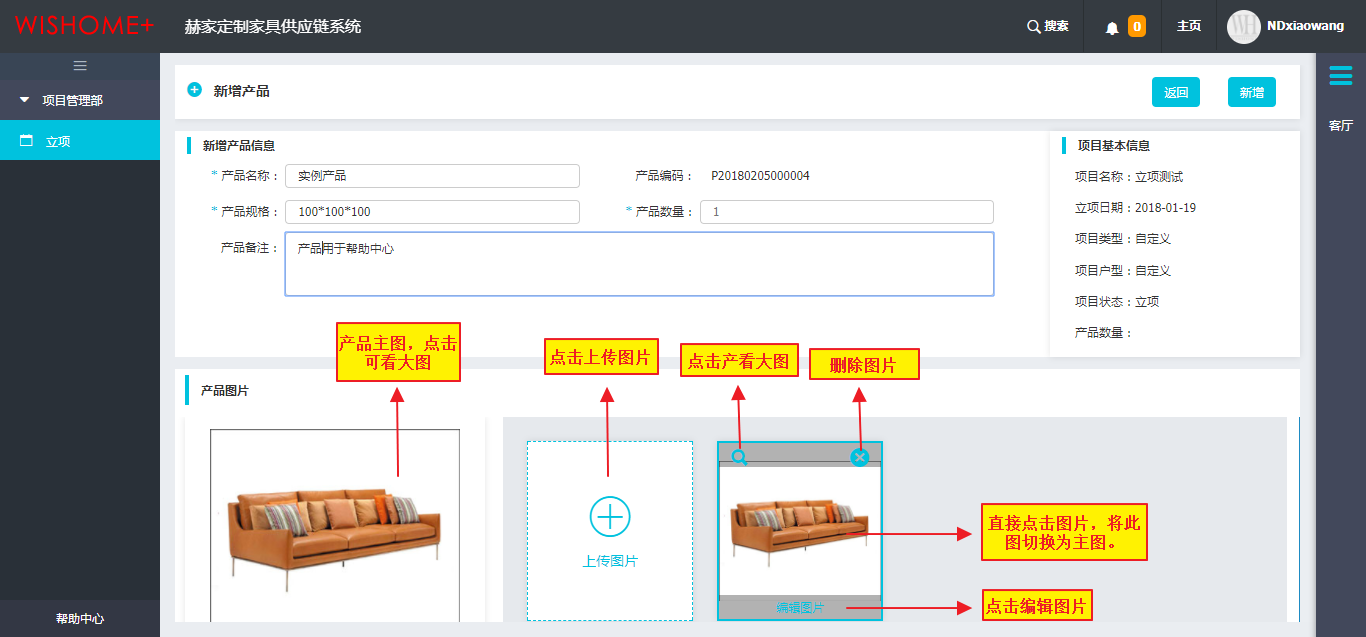 WISHOME+
赫家定制家具供应链系统
搜索
0
主页
NDxiaowang
项目管理部
立项
帮助中心
新增产品
返回
新增
客厅
新增产品信息
* 产品名称： 实例产品
产品编码： P20180205000004
* 产品规格： 100*100*100
* 产品数量： 1
产品备注： 产品用于帮助中心
项目基本信息
项目名称：立项测试
立项日期：2018-01-19
项目类型：自定义
项目户型：自定义
项目状态：立项
产品数量：
产品主图，点击
可看大图
点击上传图片
点击产看大图
删除图片
产品图片
上传图片
直接点击图片，将此
图切换为主图。
编辑图片
点击编辑图片